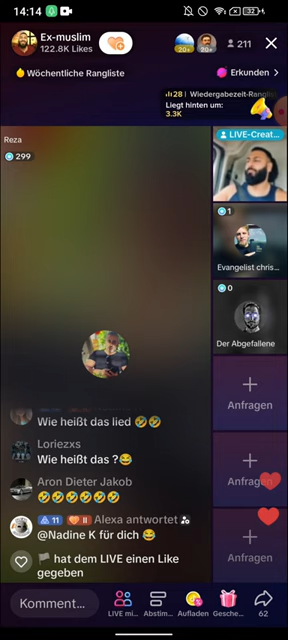 14:14
57
Ex-muslim
122.8K Likes
20+
20+
211
Wöchentliche Rangliste
Erkunden >
28 | Wiedergabezeit-Rangli
Liegt hinten um:
3.3K
Reza
299
LIVE-Creat...
1
Evangelist chris...
0
Der Abgefallene
Anfragen
Wie heißt das lied 🤣🤣
Loriezxs
Wie heißt das ?😂
Aron Dieter Jakob
🤣🤣🤣🤣🤣🤣
Anfragen
11 II Alexa antwortet
@Nadine K für dich 😂
hat dem LIVE einen Like
gegeben
Anfragen
Komment...
LIVE mi...
Abstim...
Aufladen
Gesche...
62